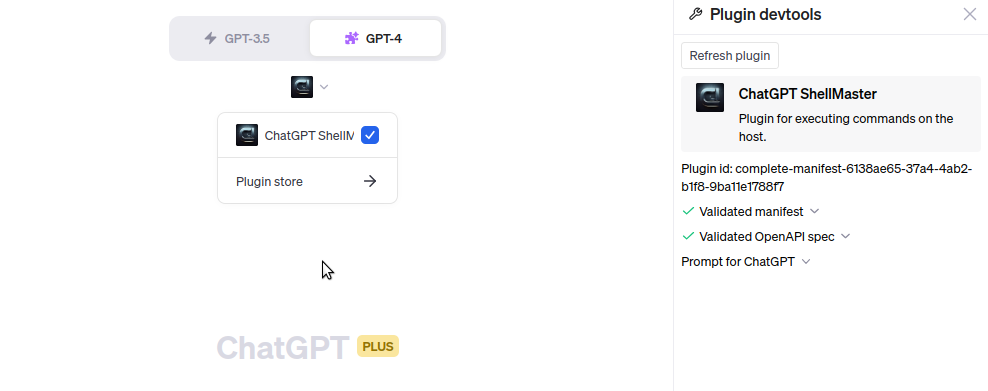 GPT-3.5
GPT-4
ChatGPT ShellM
Plugin store
ChatGPT PLUS
Plugin devtools
Refresh plugin
ChatGPT ShellMaster
Plugin for executing commands on the
host.
Plugin id: complete-manifest-6138ae65-37a4-4ab2-
b1f8-9ba11e1788f7
Validated manifest
Validated OpenAPI spec
Prompt for ChatGPT